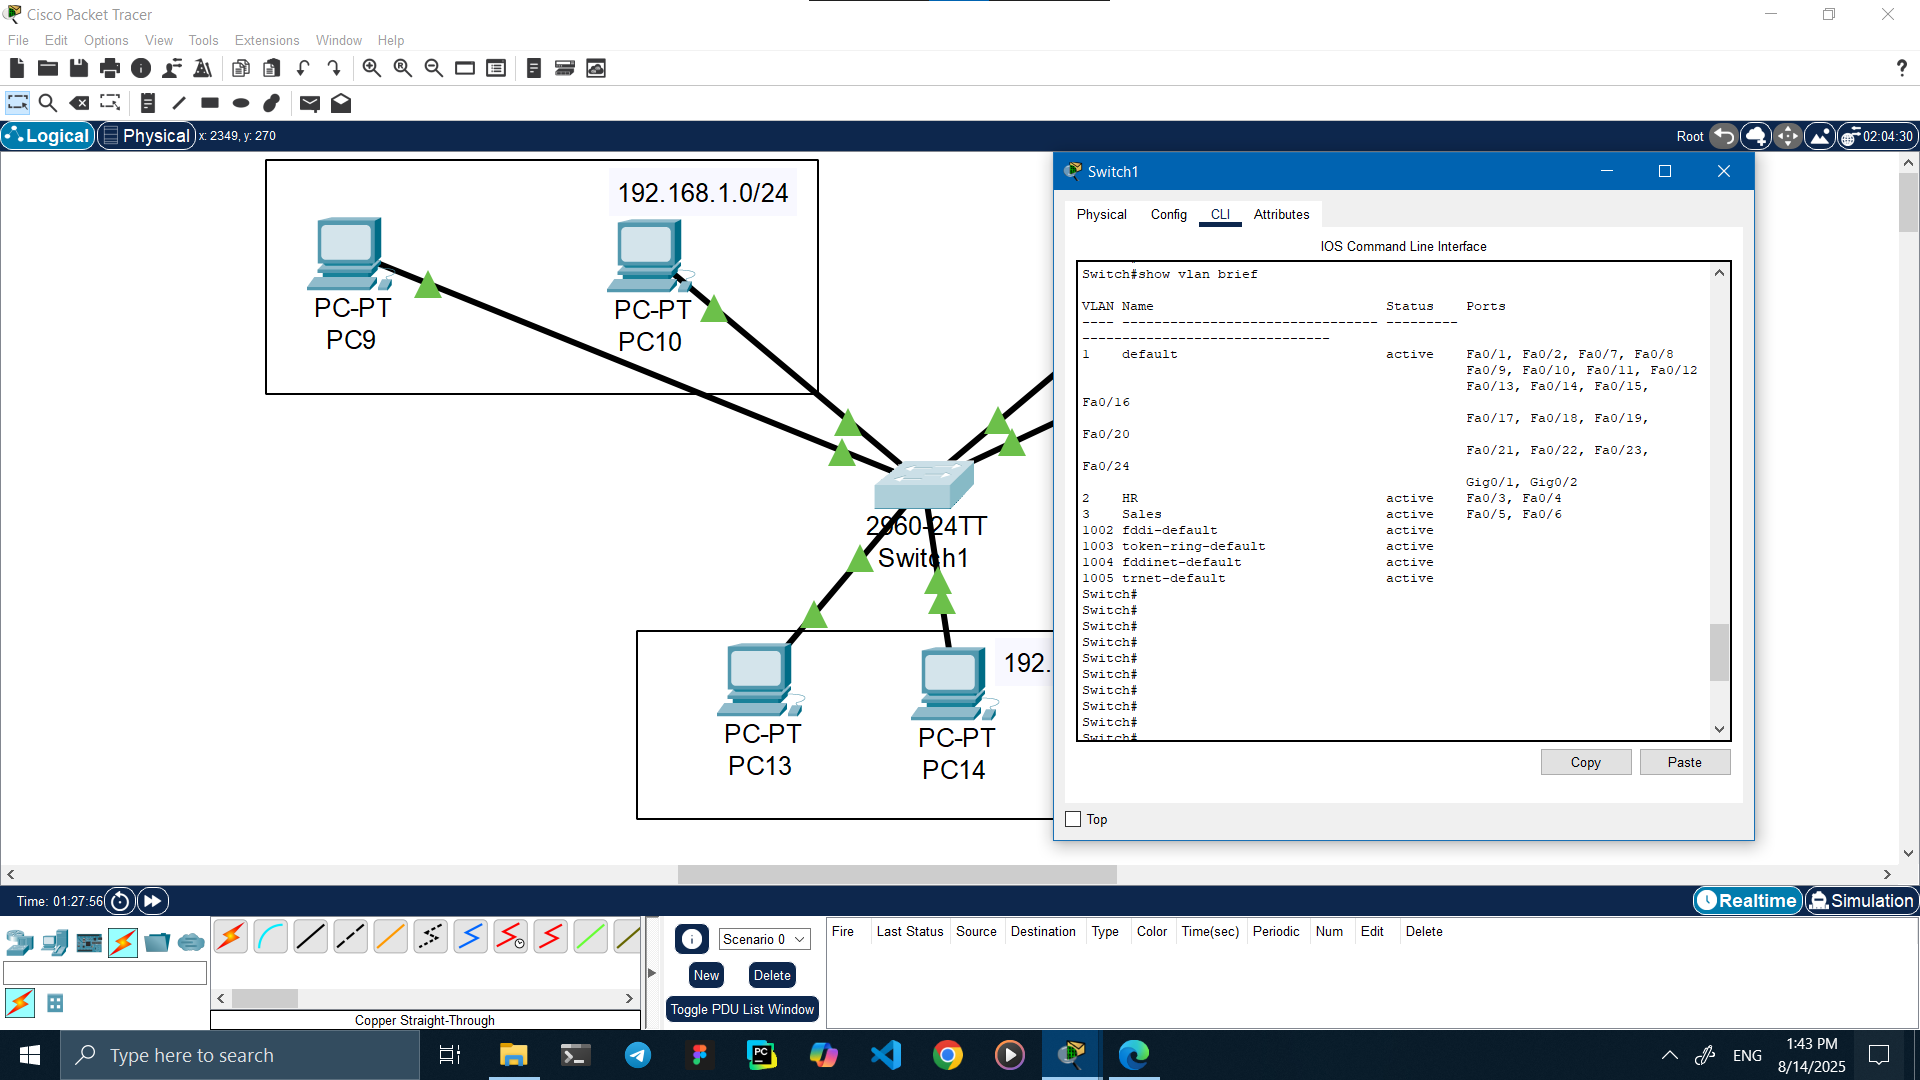 Cisco Packet Tracer
File Edit Options View Tools Extensions Window Help
Logical Physical x: 2349, y: 270 Root 02:04:30
192.168.1.0/24
PC-PT
PC9
PC-PT
PC10
2960-24TT
Switch1
PC-PT
PC13
PC-PT
PC14
192.
Switch1
Physical Config CLI Attributes
IOS Command Line Interface
Switch#show vlan brief
VLAN Name Status Ports
---- -------------------------------- ---------
-------------------------------
1 default active Fa0/1, Fa0/2, Fa0/7, Fa0/8
Fa0/9, Fa0/10, Fa0/11, Fa0/12
Fa0/13, Fa0/14, Fa0/15,
Fa0/16
Fa0/17, Fa0/18, Fa0/19,
Fa0/20
Fa0/21, Fa0/22, Fa0/23,
Fa0/24
Gig0/1, Gig0/2
2 HR active Fa0/3, Fa0/4
3 Sales active Fa0/5, Fa0/6
1002 fddi-default active
1003 token-ring-default active
1004 fddinet-default active
1005 trnet-default active
Switch#
Switch#
Switch#
Switch#
Switch#
Switch#
Switch#
Switch#
Switch#
Switch#
Copy Paste
Top
Time: 01:27:56 Realtime Simulation
Scenario 0
New Delete
Toggle PDU List Window
Fire Last Status Source Destination Type Color Time(sec) Periodic Num Edit Delete
Copper Straight-Through
Type here to search
PC
ENG
1:43 PM
8/14/2025